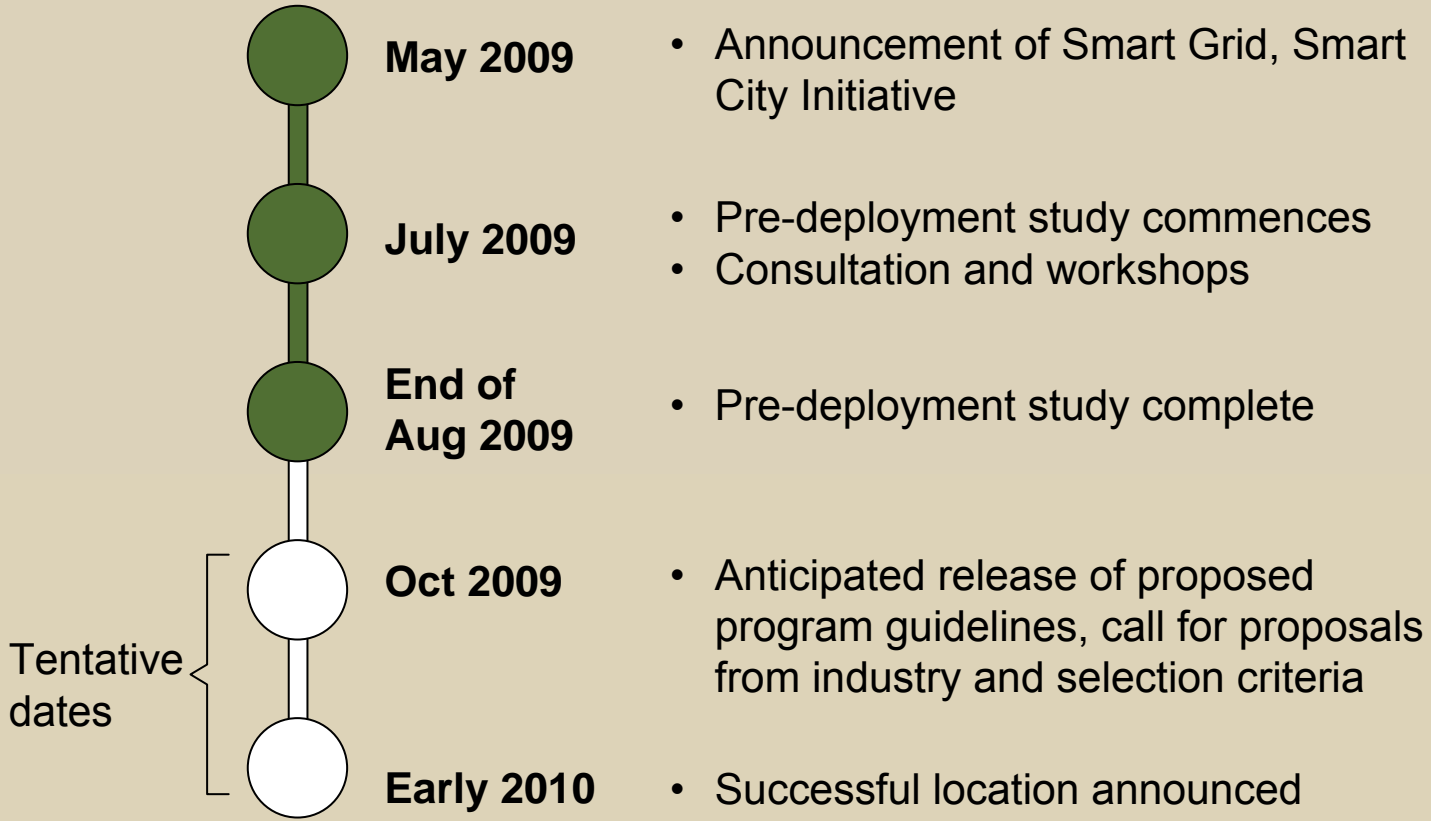 May 2009
• Announcement of Smart Grid, Smart
City Initiative
July 2009
• Pre-deployment study commences
• Consultation and workshops
End of
Aug 2009
• Pre-deployment study complete
Tentative
dates
Oct 2009
• Anticipated release of proposed
program guidelines, call for proposals
from industry and selection criteria
Early 2010
• Successful location announced